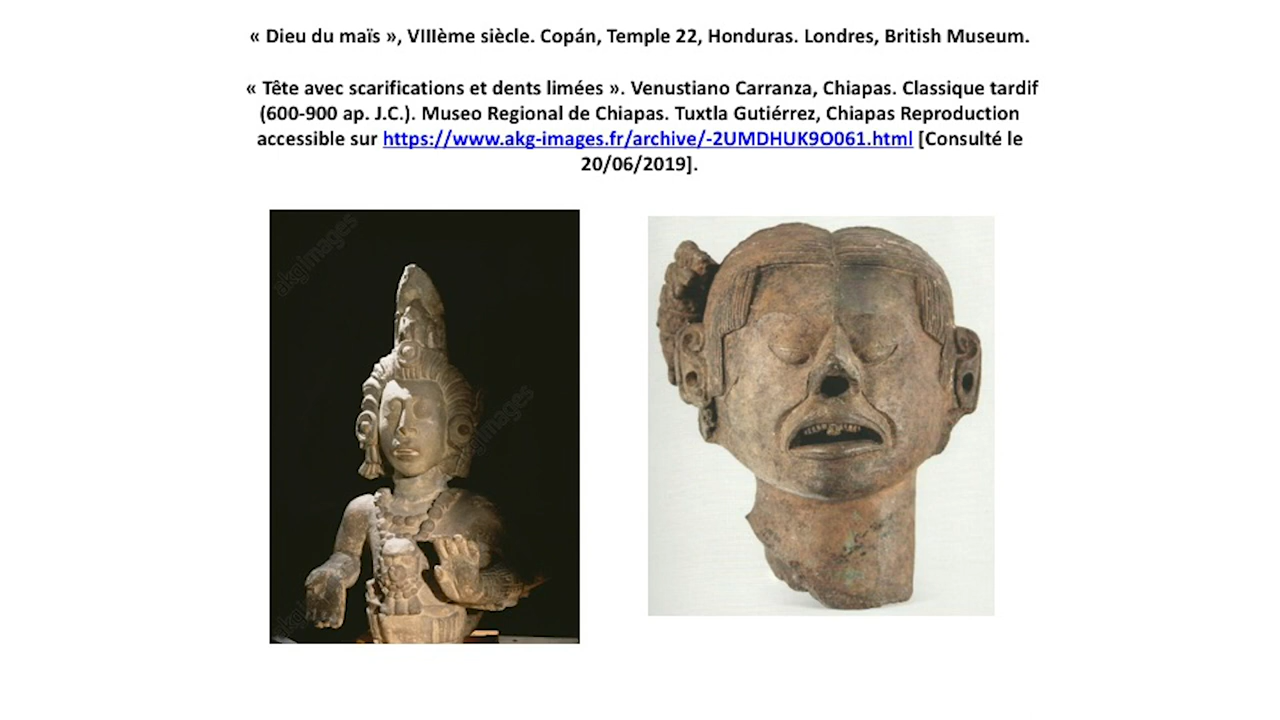 « Dieu du maïs », VIIIème siècle. Copán, Temple 22, Honduras. Londres, British Museum.
« Tête avec scarifications et dents limées ». Venustiano Carranza, Chiapas. Classique tardif
(600-900 ap. J.C.). Museo Regional de Chiapas. Tuxtla Gutiérrez, Chiapas Reproduction
accessible sur https://www.akg-images.fr/archive/-2UMDHUK9O061.html [Consulté le
20/06/2019].
akgimages
akgimages